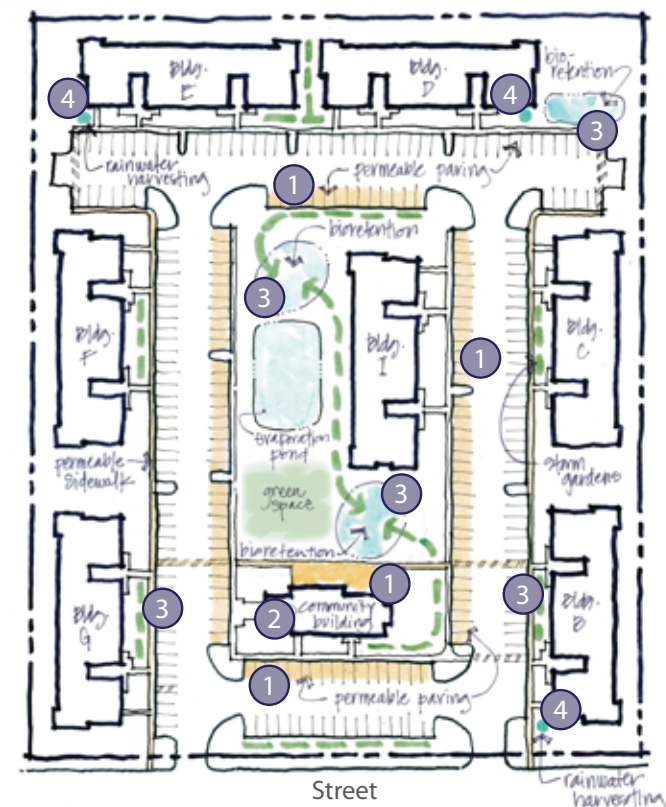 Bldg.
E
Bldg.
D
bio-
retention
4
4
3
rainwater
harvesting
permeable paving
1
bioretention
3
Bldg.
F
Bldg.
I
1
Bldg.
C
evaporation
pond
permeable
sidewalk
green
space
3
storm
gardens
bioretention
1
Bldg.
G
3
2
community
building
3
Bldg.
B
1
permeable paving
4
Street
rainwater
harvesting